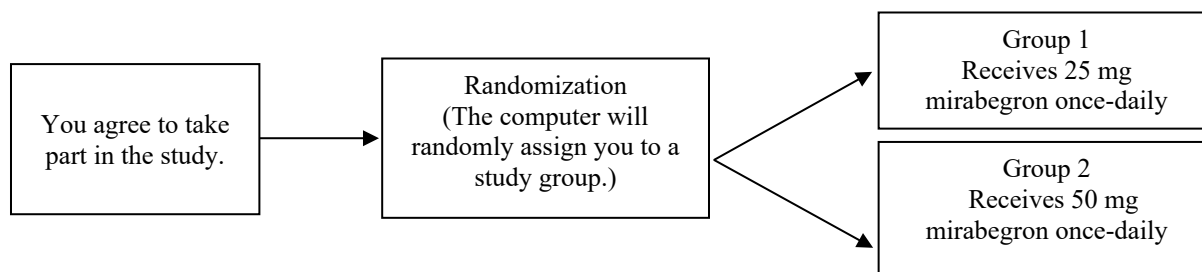 You agree to take
part in the study.
Randomization
(The computer will
randomly assign you to a
study group.)
Group 1
Receives 25 mg
mirabegron once-daily
Group 2
Receives 50 mg
mirabegron once-daily